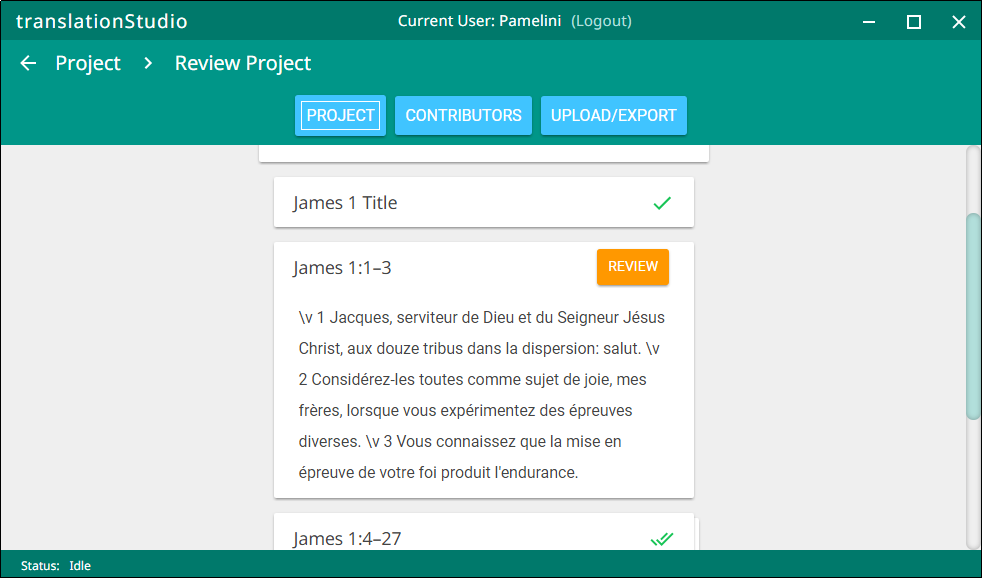 translationStudio
Current User: Pamelini (Logout)
Project
Review Project
PROJECT
CONTRIBUTORS
UPLOAD/EXPORT
James 1 Title
James 1:1–3
REVIEW
\v 1 Jacques, serviteur de Dieu et du Seigneur Jésus
Christ, aux douze tribus dans la dispersion: salut. \v
2 Considérez-les toutes comme sujet de joie, mes
frères, lorsque vous expérimentez des épreuves
diverses. \v 3 Vous connaissez que la mise en
épreuve de votre foi produit l'endurance.
James 1:4–27
Status: Idle